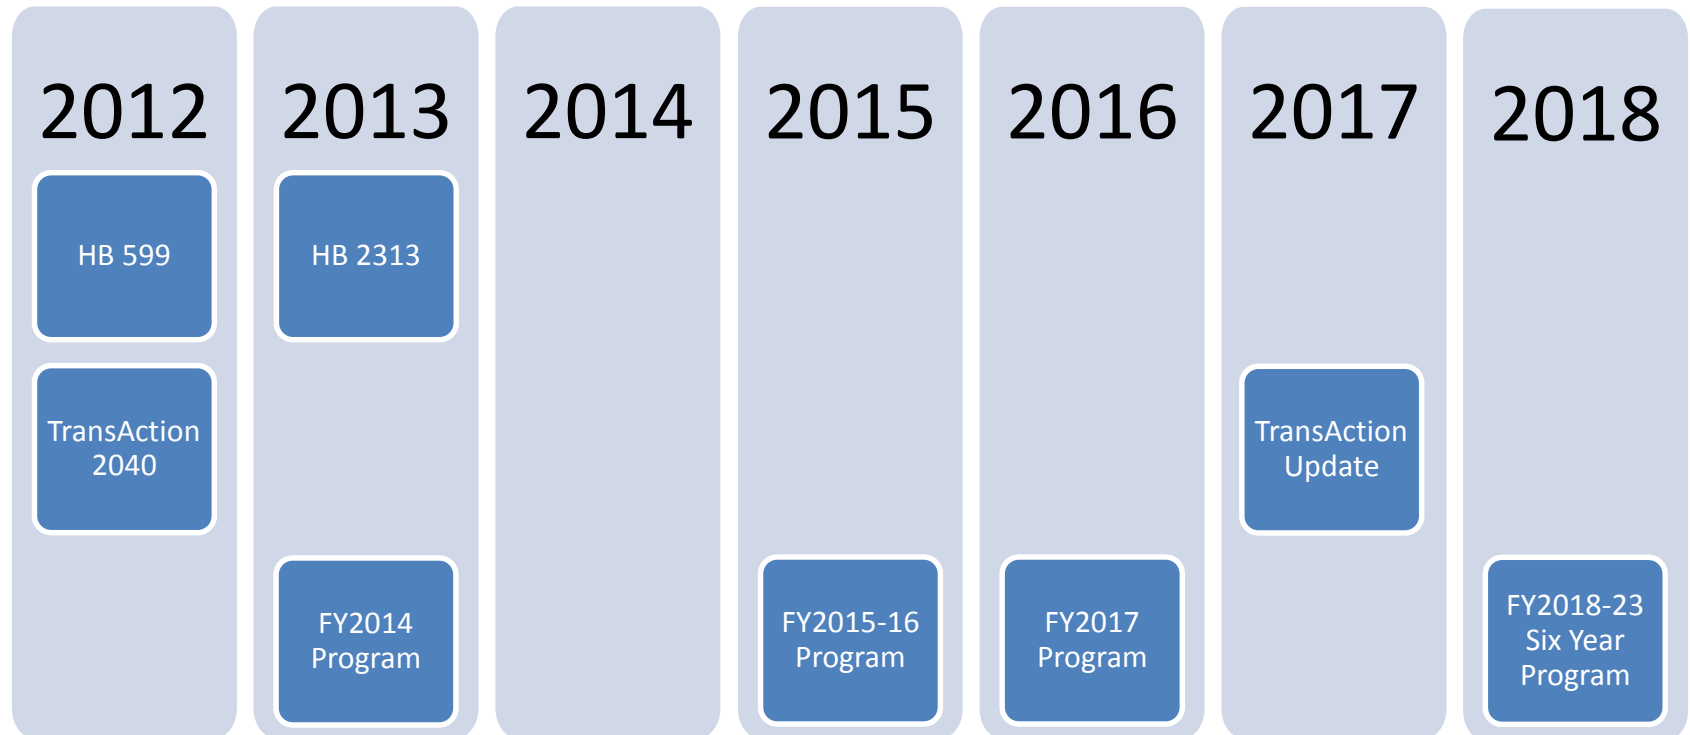 2012
HB 599
TransAction
2040
2013
HB 2313
FY2014
Program
2014
2015
FY2015-16
Program
2016
FY2017
Program
2017
TransAction
Update
2018
FY2018-23
Six Year
Program